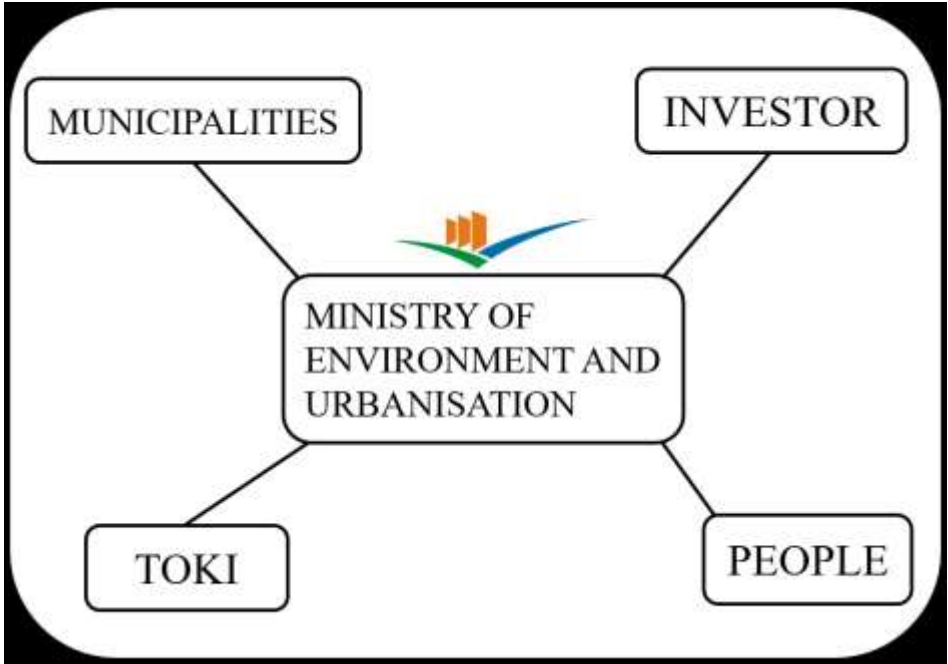 MUNICIPALITIES
INVESTOR
MINISTRY OF
ENVIRONMENT AND
URBANISATION
TOKI
PEOPLE